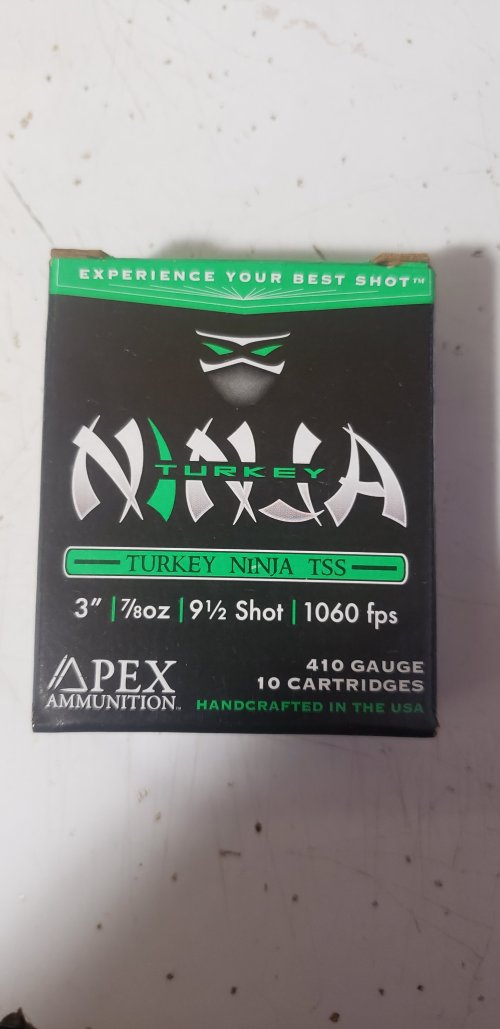 EXPERIENCE YOUR BEST SHOT™
NINJA
TURKEY
TURKEY NINJA TSS
3" | 7/8oz | 9½ Shot | 1060 fps
APEX
AMMUNITION
410 GAUGE
10 CARTRIDGES
HANDCRAFTED IN THE USA